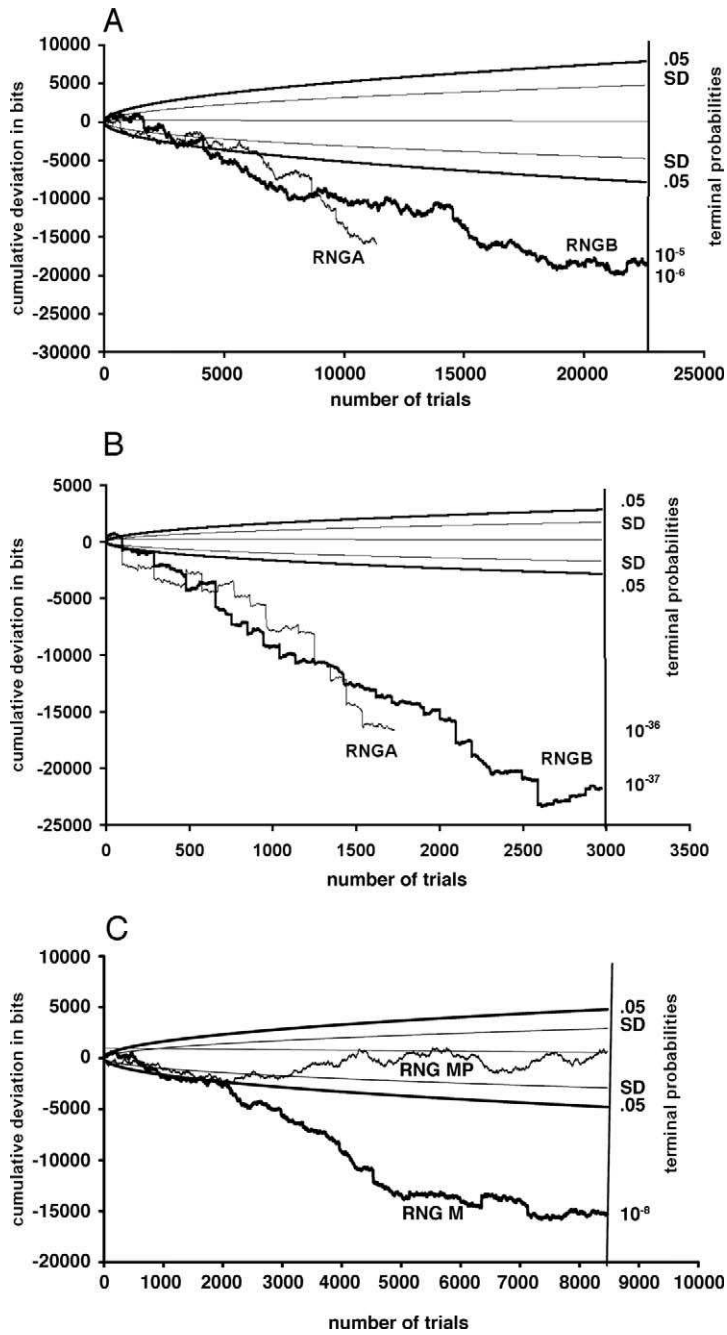 A
10000
5000
0
-5000
-10000
-15000
-20000
-25000
-30000
cumulative deviation in bits
.05
SD
SD
.05
10-5
10-6
terminal probabilities
RNGA
RNGB
0 5000 10000 15000 20000 25000
number of trials
B
5000
0
-5000
-10000
-15000
-20000
-25000
cumulative deviation in bits
.05
SD
SD
.05
10-36
10-37
terminal probabilities
RNGA
RNGB
0 500 1000 1500 2000 2500 3000 3500
number of trials
C
10000
5000
0
-5000
-10000
-15000
-20000
cumulative deviation in bits
.05
SD
SD
.05
10-8
terminal probabilities
RNG MP
RNG M
0 1000 2000 3000 4000 5000 6000 7000 8000 9000 10000
number of trials